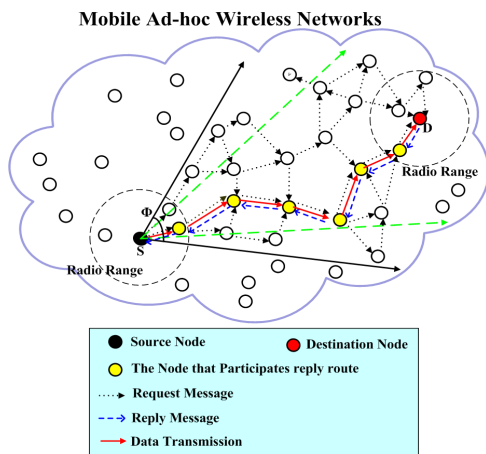 Mobile Ad-hoc Wireless Networks
D
Radio Range
Φ
S
Radio Range
Source Node
Destination Node
The Node that Participates reply route
Request Message
Reply Message
Data Transmission